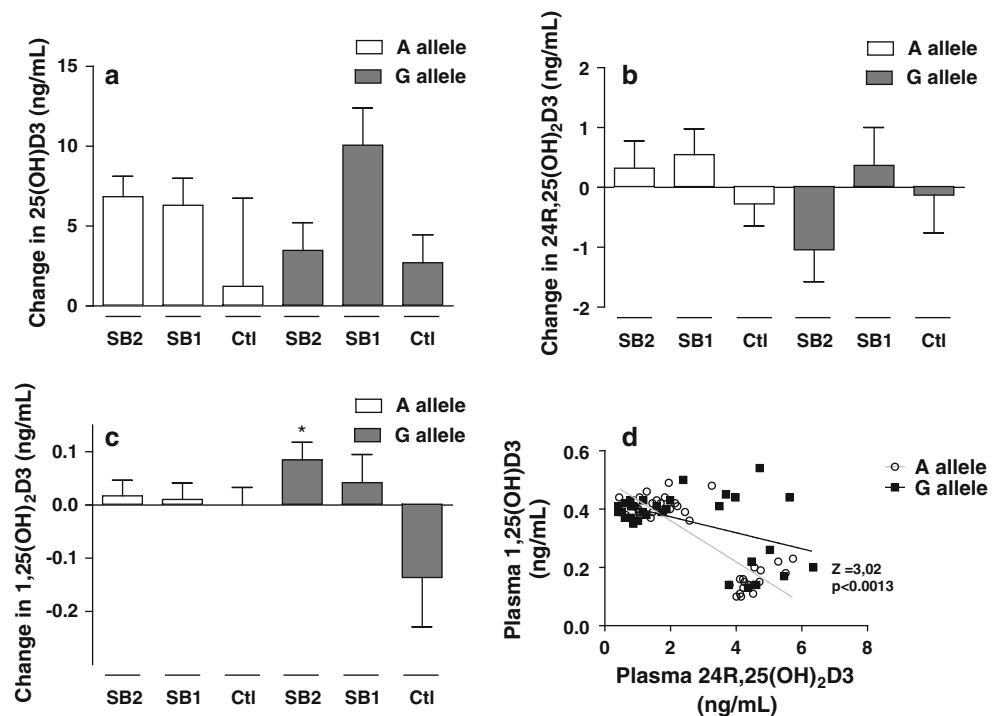 a
A allele
G allele
Change in 25(OH)D3 (ng/mL)
15
10
5
0
SB2 SB1 Ctl SB2 SB1 Ctl
b
A allele
G allele
Change in 24R,25(OH)₂D3 (ng/mL)
2
1
0
-1
-2
SB2 SB1 Ctl SB2 SB1 Ctl
c
A allele
G allele
Change in 1,25(OH)₂D3 (ng/mL)
0.1
0.0
-0.1
-0.2
*
SB2 SB1 Ctl SB2 SB1 Ctl
d
A allele
G allele
Plasma 1,25(OH)D3
(ng/mL)
0.6
0.4
0.2
0.0
Z =3,02
p<0.0013
0 2 4 6 8
Plasma 24R,25(OH)₂D3
(ng/mL)